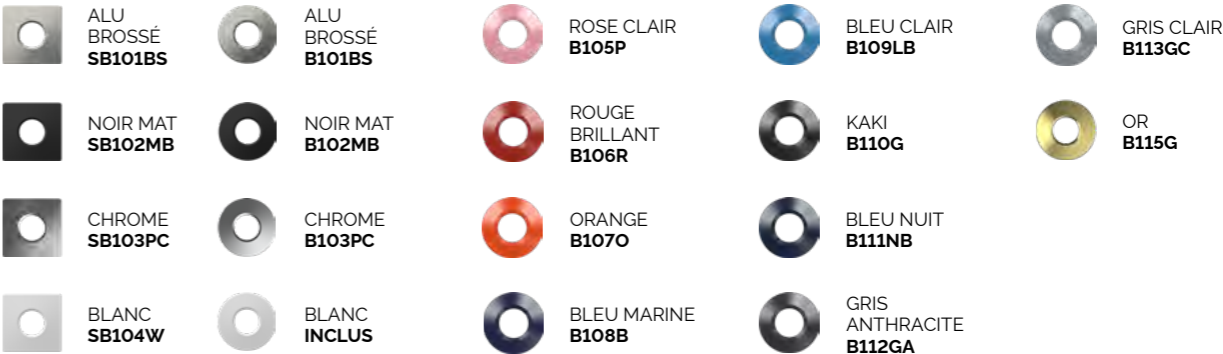 ALU
BROSSÉ
SB101BS
ALU
BROSSÉ
B101BS
ROSE CLAIR
B105P
BLEU CLAIR
B109LB
GRIS CLAIR
B113GC
NOIR MAT
SB102MB
NOIR MAT
B102MB
ROUGE
BRILLANT
B106R
KAKI
B110G
OR
B115G
CHROME
SB103PC
CHROME
B103PC
ORANGE
B107O
BLEU NUIT
B111NB
BLANC
SB104W
BLANC
INCLUS
BLEU MARINE
B108B
GRIS
ANTHRACITE
B112GA